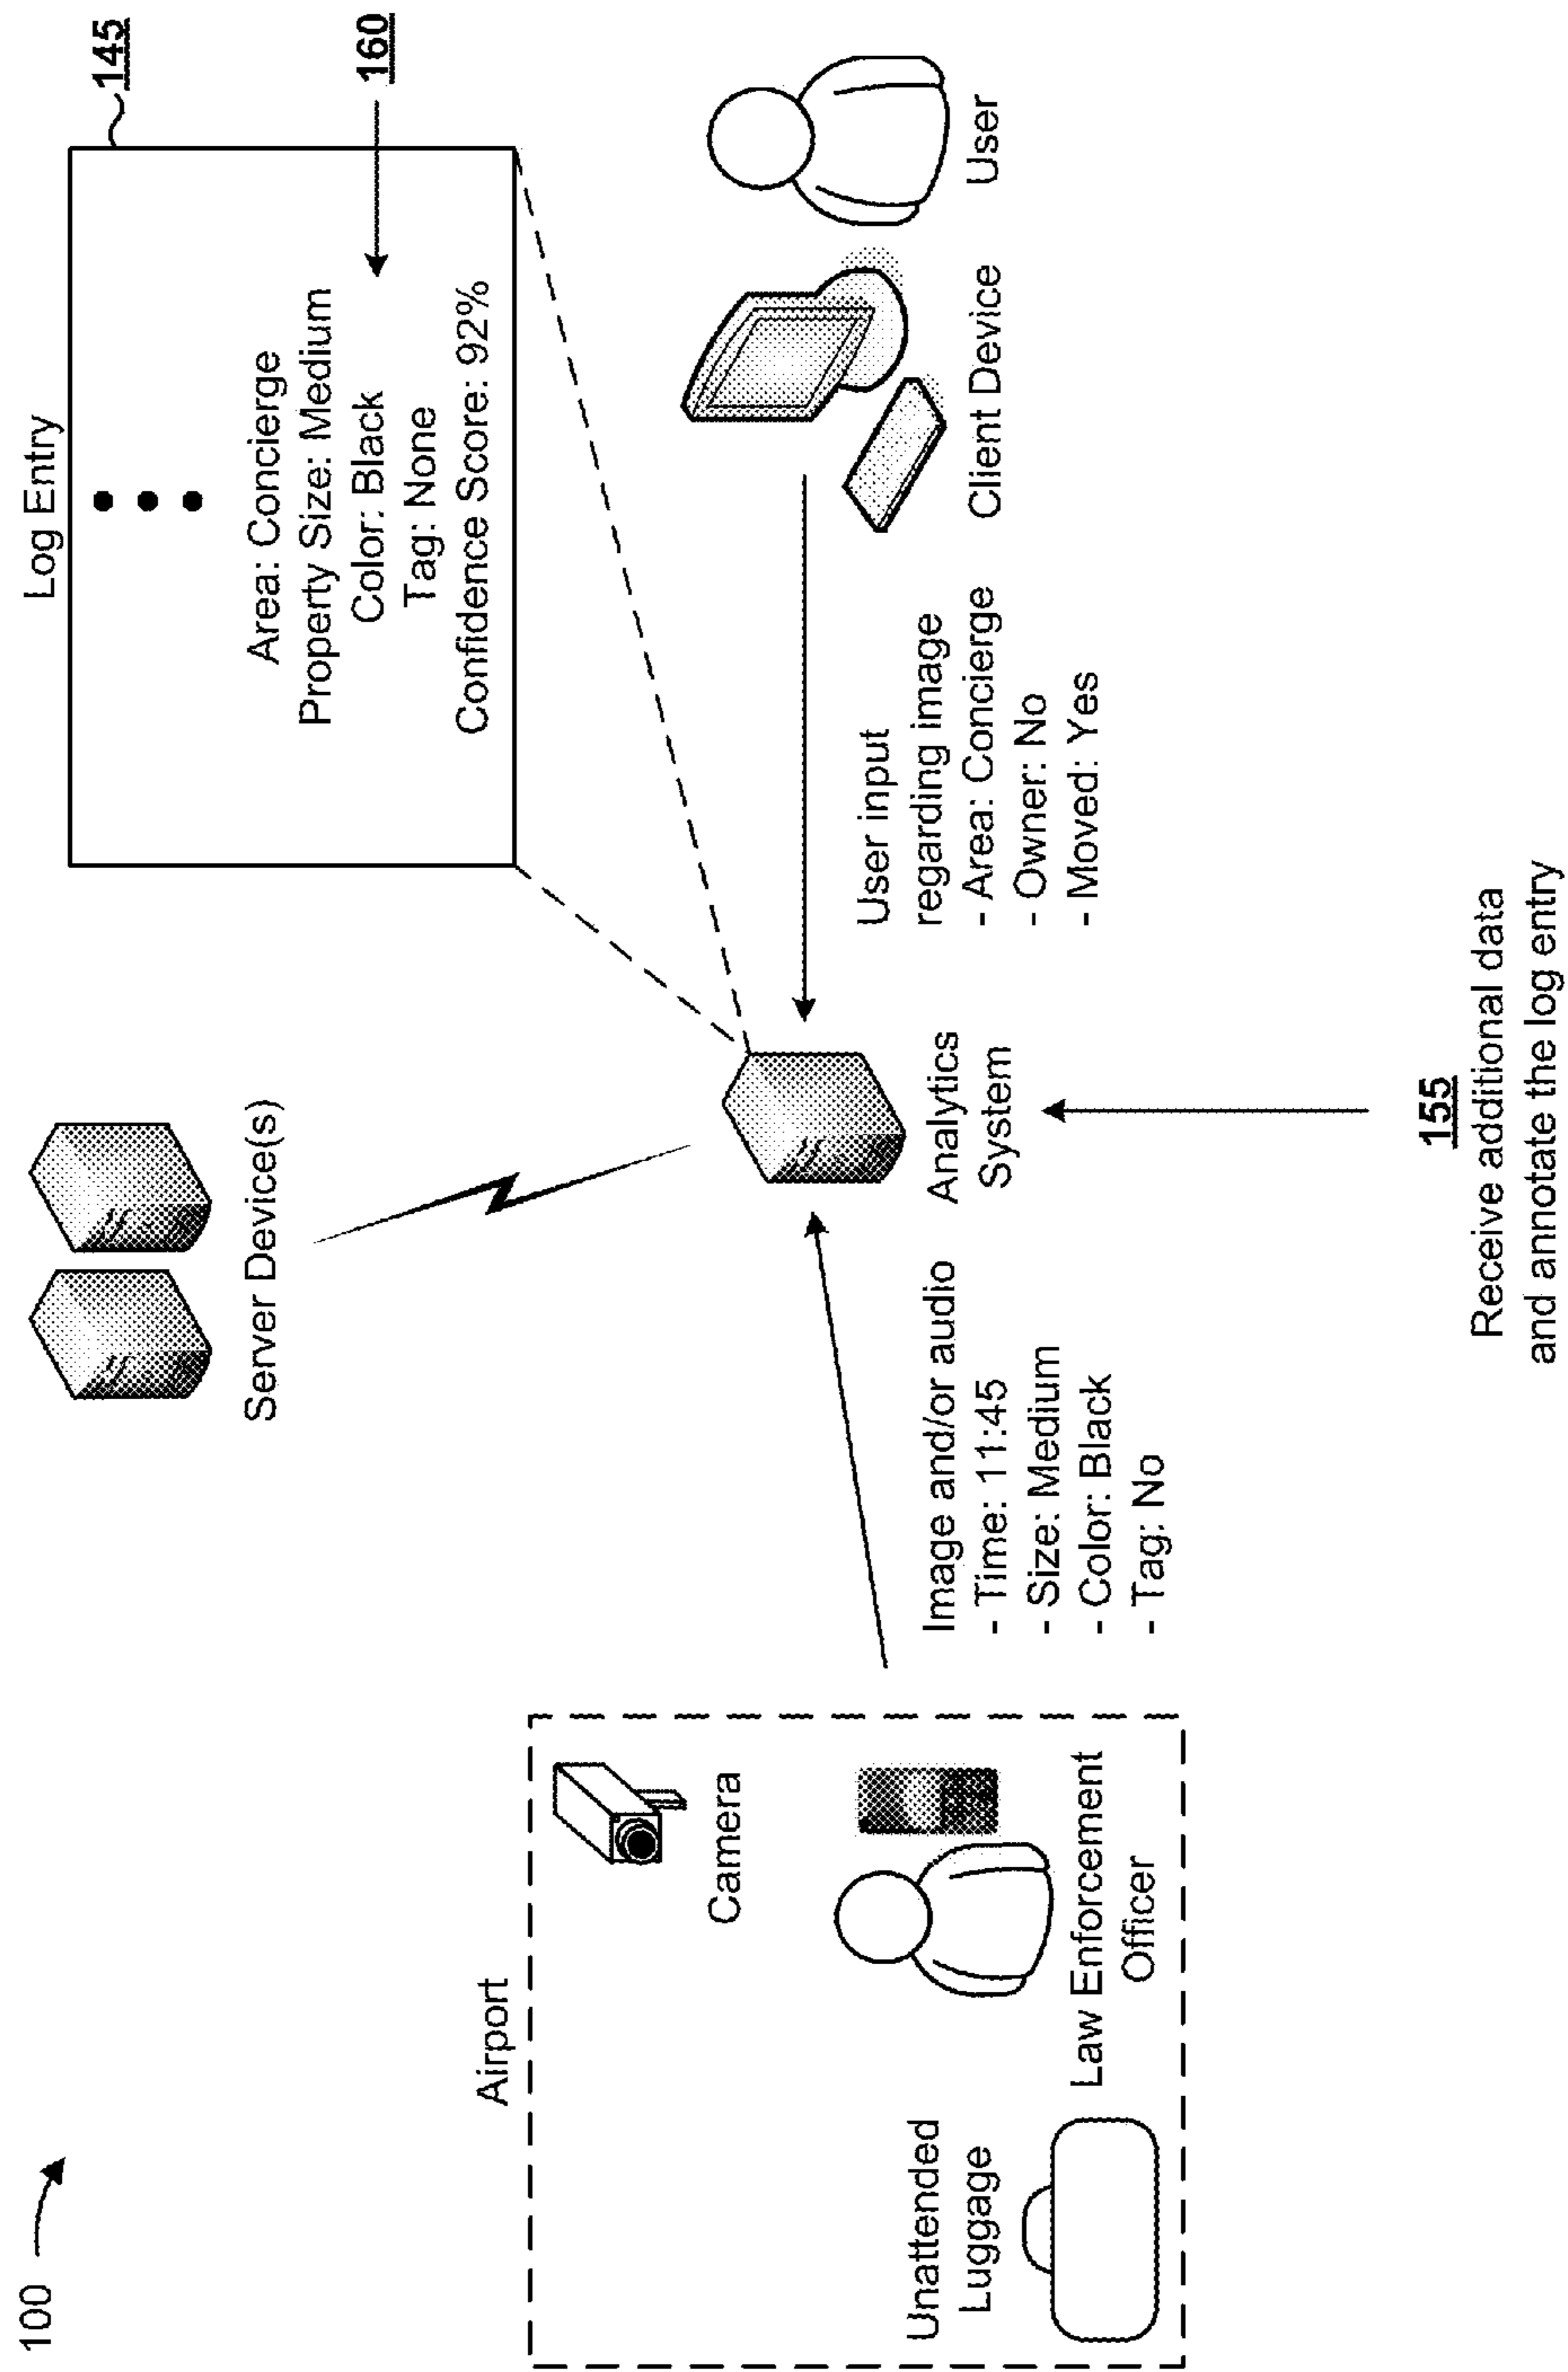 100
Airport
Camera
Unattended
Luggage
Law Enforcement
Officer
Server Device(s)
Image and/or audio
- Time: 11:45
- Size: Medium
- Color: Black
- Tag: No
Analytics
System
155
Receive additional data
and annotate the log entry
Log Entry
145
Area: Concierge
Property Size: Medium
Color: Black
Tag: None
Confidence Score: 92%
160
User input
regarding image
- Area: Concierge
- Owner: No
- Moved: Yes
Client Device
User